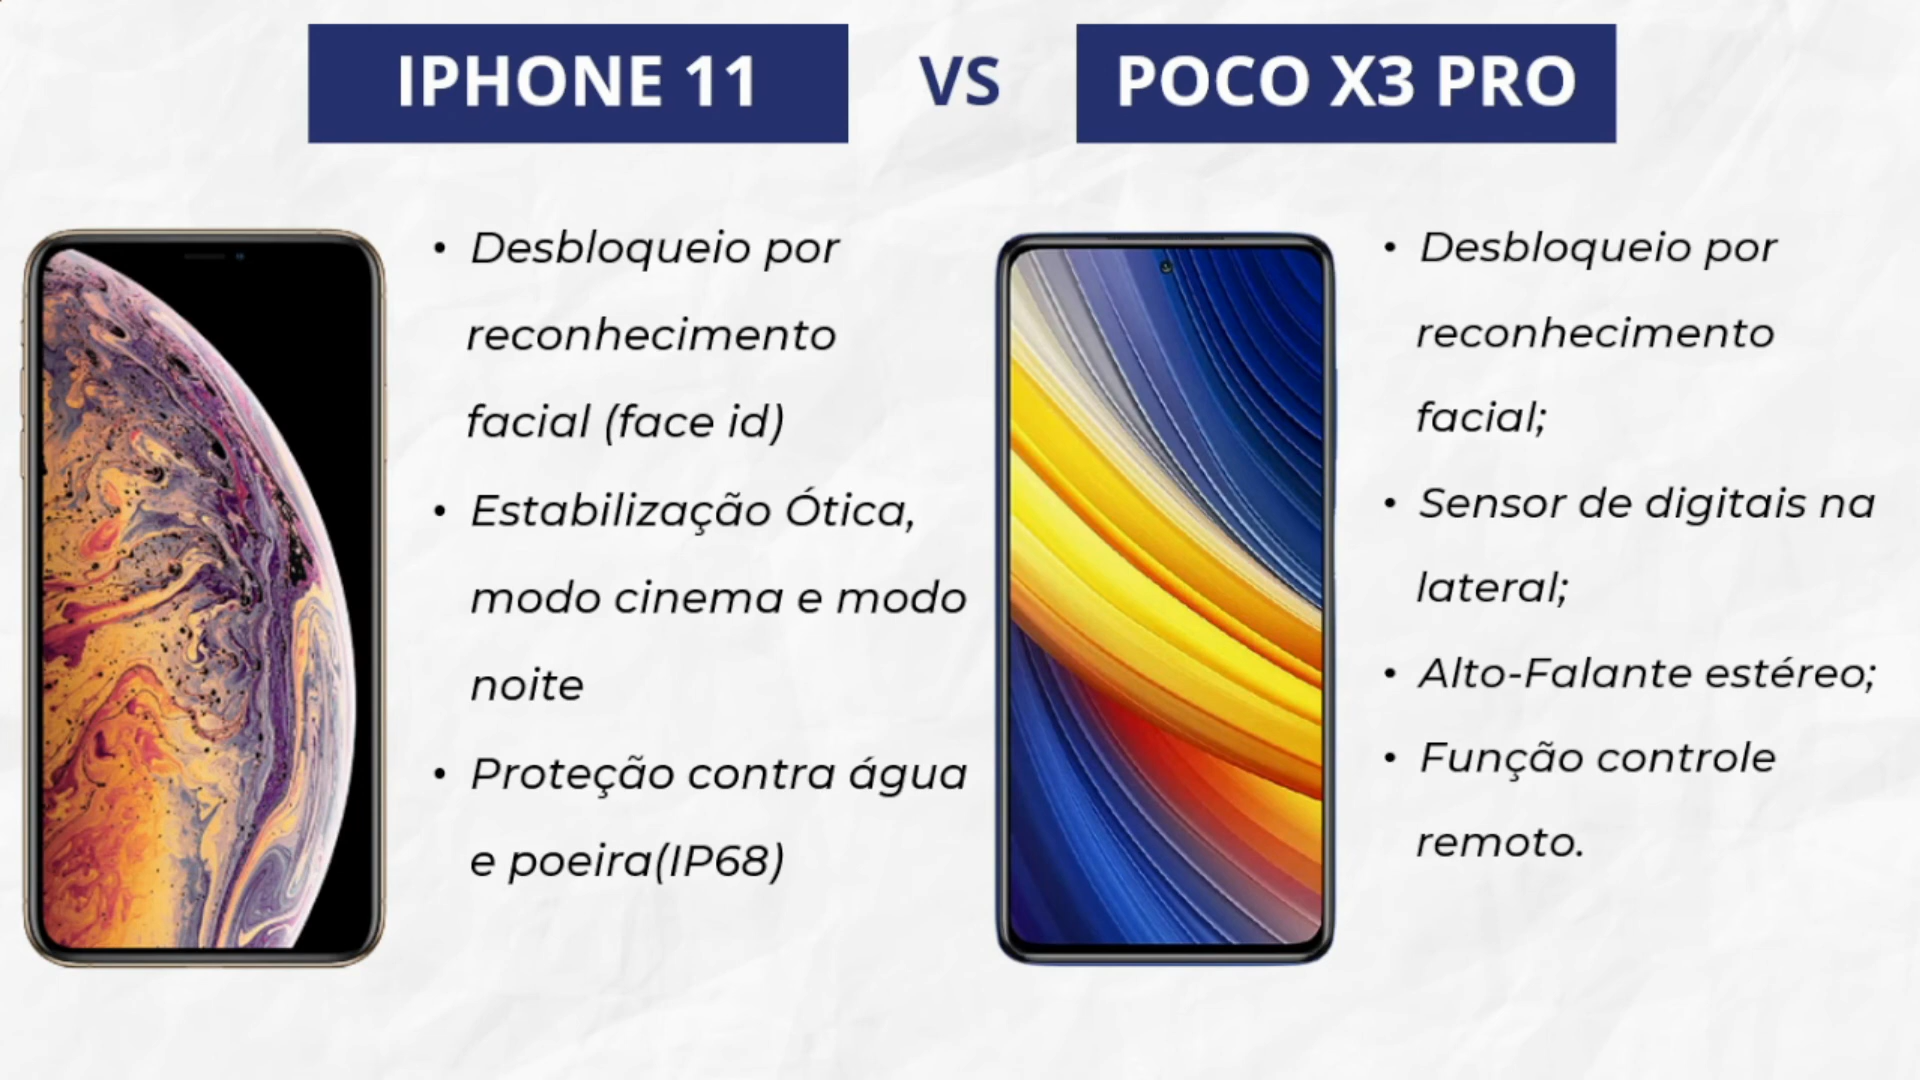 IPHONE 11
VS
POCO X3 PRO
• Desbloqueio por
reconhecimento
facial (face id)
• Estabilização Ótica,
modo cinema e modo
noite
• Proteção contra água
e poeira(IP68)
• Desbloqueio por
reconhecimento
facial;
• Sensor de digitais na
lateral;
• Alto-Falante estéreo;
• Função controle
remoto.